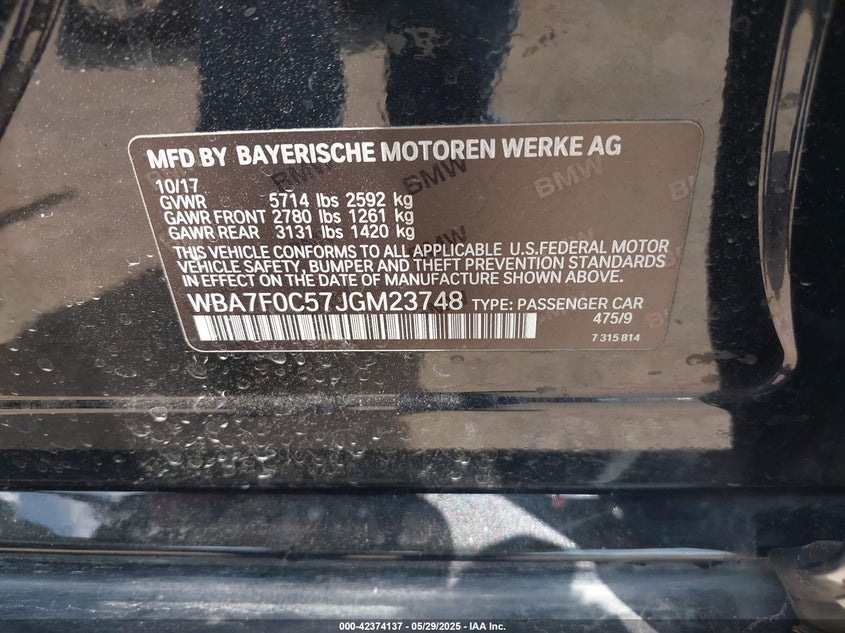 MFD BY BAYERISCHE MOTOREN WERKE AG
10/17
GVWR 5714 lbs 2592 kg
GAWR FRONT 2780 lbs 1261 kg
GAWR REAR 3131 lbs 1420 kg
THIS VEHICLE CONFORMS TO ALL APPLICABLE U.S.FEDERAL MOTOR
VEHICLE SAFETY, BUMPER AND THEFT PREVENTION STANDARDS
IN EFFECT ON THE DATE OF MANUFACTURE SHOWN ABOVE.
WBA7F0C57JGM23748 TYPE: PASSENGER CAR
475/9
7 315 814
BMW
BMW
000-42374137 - 05/29/2025 - IAA Inc.